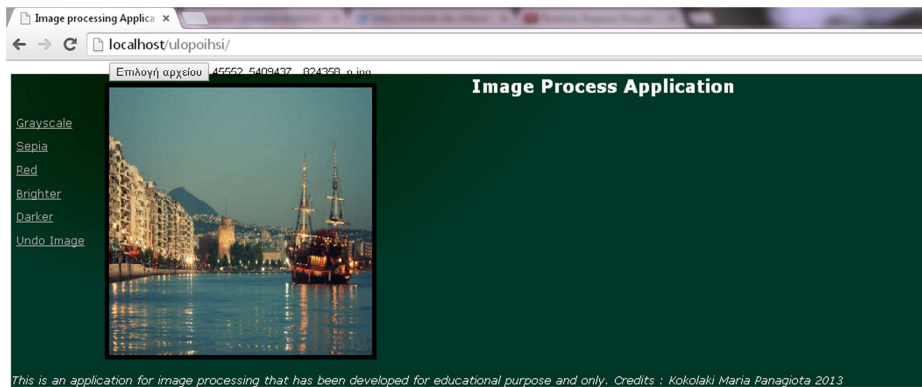 Image processing Applica
localhost/ulopoihsi/
Επιλογή αρχείου 45552_5409437_
Image Process Application
Grayscale
Sepia
Red
Brighter
Darker
Undo Image
This is an application for image processing that has been developed for educational purpose and only. Credits : Kokolaki Maria Panagiota 2013